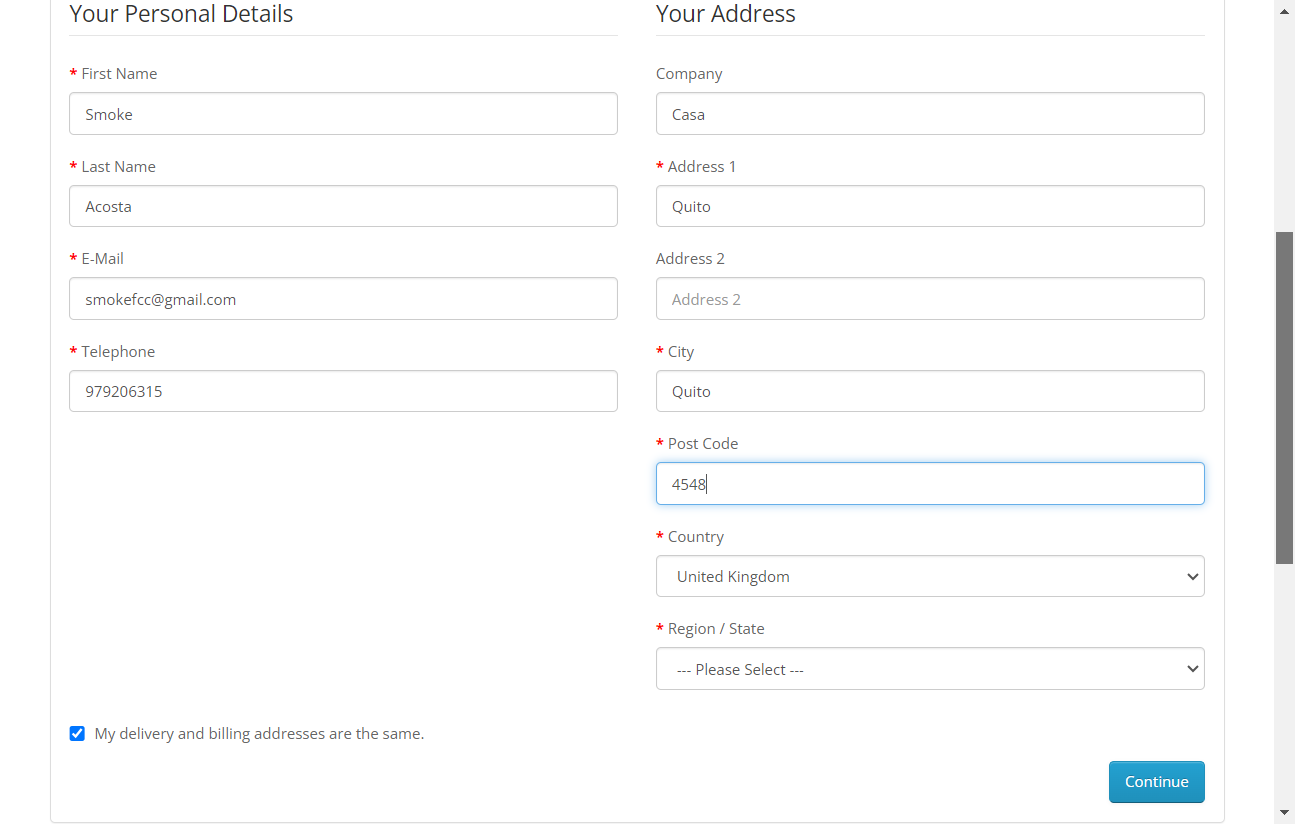 Your Personal Details
* First Name
Smoke
* Last Name
Acosta
* E-Mail
smokefcc@gmail.com
* Telephone
979206315
Your Address
Company
Casa
* Address 1
Quito
Address 2
Address 2
* City
Quito
* Post Code
4548
* Country
United Kingdom
* Region / State
--- Please Select ---
My delivery and billing addresses are the same.
Continue